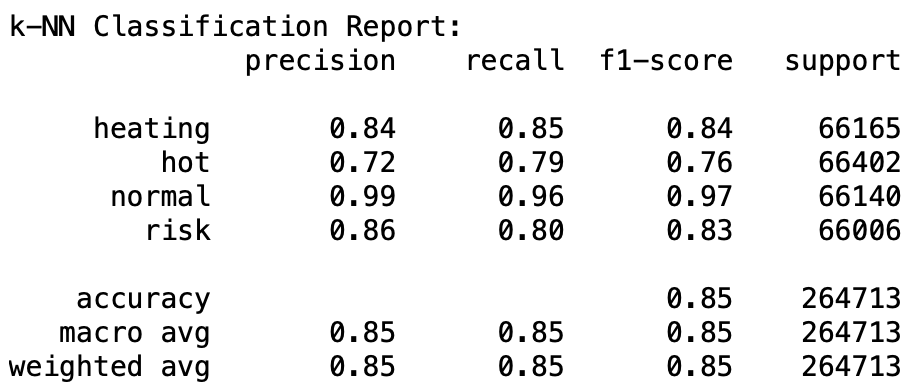 k-NN Classification Report:
precision recall f1-score support
heating 0.84 0.85 0.84 66165
hot 0.72 0.79 0.76 66402
normal 0.99 0.96 0.97 66140
risk 0.86 0.80 0.83 66006
accuracy 0.85 264713
macro avg 0.85 0.85 0.85 264713
weighted avg 0.85 0.85 0.85 264713